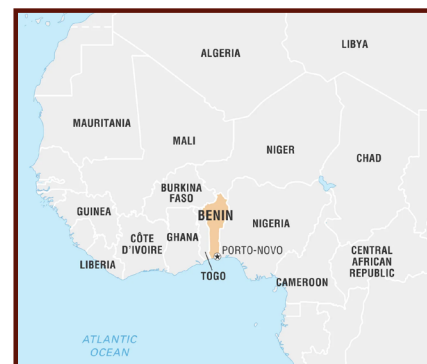 ALGERIA
LIBYA
MAURITANIA
MALI
NIGER
CHAD
BURKINA
FASO
GUINEA
BENIN
NIGERIA
CÔTE
D'IVOIRE
GHANA
PORTO-NOVO
CENTRAL
AFRICAN
REPUBLIC
LIBERIA
TOGO
CAMEROON
ATLANTIC
OCEAN